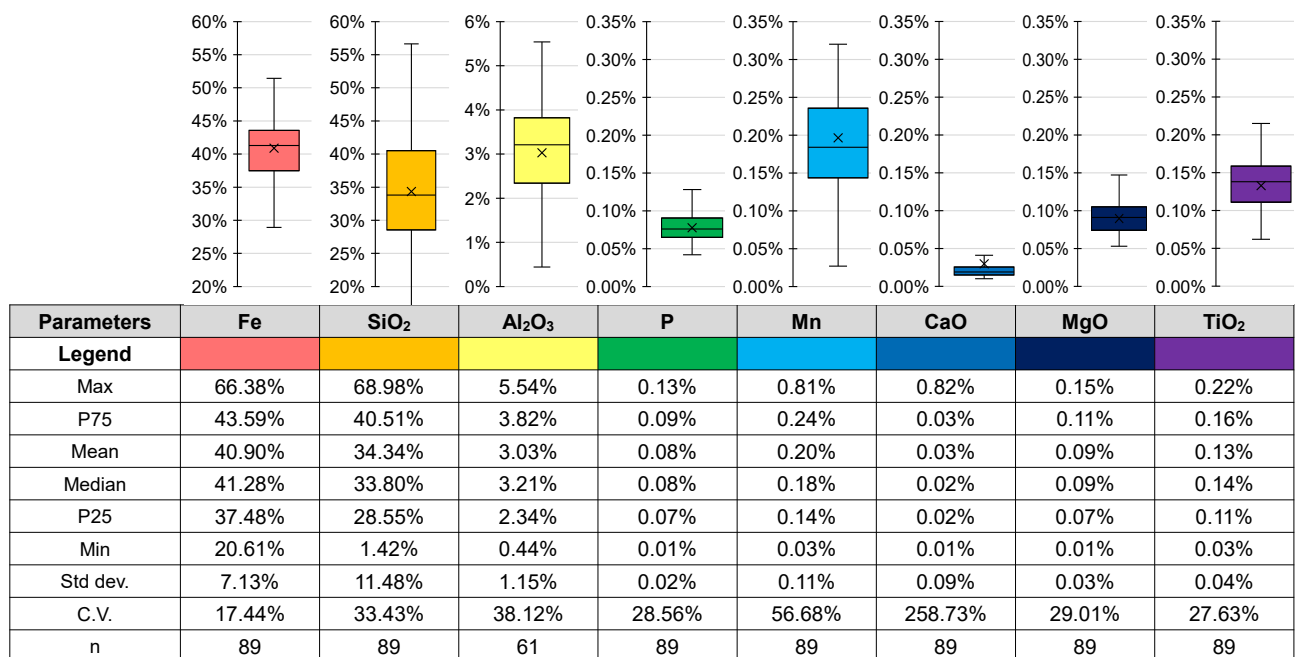 60% 60% 6% 0.35% 0.35% 0.35% 0.35% 0.35%
55% 55% 5% 0.30% 0.30% 0.30% 0.30% 0.30%
50% 50% 4% 0.25% 0.25% 0.25% 0.25% 0.25%
45% 45% 3% 0.20% 0.20% 0.20% 0.20% 0.20%
40% 40% 2% 0.15% 0.15% 0.15% 0.15% 0.15%
35% 35% 1% 0.10% 0.10% 0.10% 0.10% 0.10%
30% 30% 0% 0.05% 0.05% 0.05% 0.05% 0.05%
25% 25% 0.00% 0.00% 0.00% 0.00% 0.00%
20% 20%
Parameters Fe SiO₂ Al₂O₃ P Mn CaO MgO TiO₂
Legend
Max 66.38% 68.98% 5.54% 0.13% 0.81% 0.82% 0.15% 0.22%
P75 43.59% 40.51% 3.82% 0.09% 0.24% 0.03% 0.11% 0.16%
Mean 40.90% 34.34% 3.03% 0.08% 0.20% 0.03% 0.09% 0.13%
Median 41.28% 33.80% 3.21% 0.08% 0.18% 0.02% 0.09% 0.14%
P25 37.48% 28.55% 2.34% 0.07% 0.14% 0.02% 0.07% 0.11%
Min 20.61% 1.42% 0.44% 0.01% 0.03% 0.01% 0.01% 0.03%
Std dev. 7.13% 11.48% 1.15% 0.02% 0.11% 0.09% 0.03% 0.04%
C.V. 17.44% 33.43% 38.12% 28.56% 56.68% 258.73% 29.01% 27.63%
n 89 89 61 89 89 89 89 89